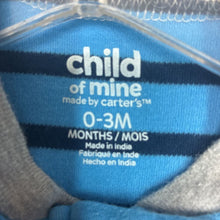 child
of mine
made by carter's™
0-3M
MONTHS / MOIS
Made in India
Fabriqué en Inde
Hecho en India